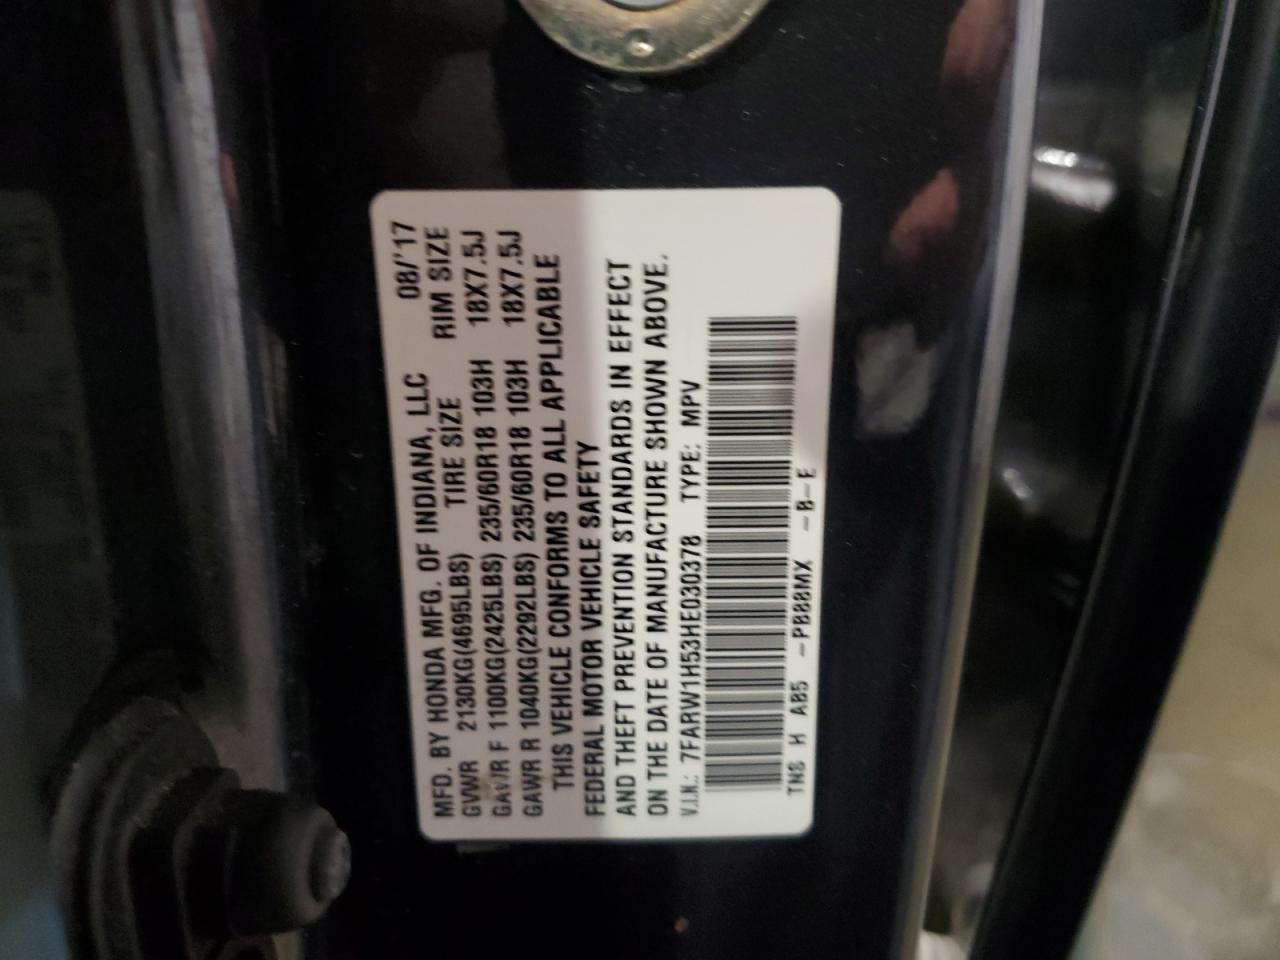 MFD. BY HONDA MFG. OF INDIANA, LLC 08/'17
GVWR 2130KG(4695LBS) TIRE SIZE RIM SIZE
GAWR F 1100KG(2425LBS) 235/60R18 103H 18X7.5J
GAWR R 1040KG(2292LBS) 235/60R18 103H 18X7.5J
THIS VEHICLE CONFORMS TO ALL APPLICABLE
FEDERAL MOTOR VEHICLE SAFETY
AND THEFT PREVENTION STANDARDS IN EFFECT
ON THE DATE OF MANUFACTURE SHOWN ABOVE.
V.I.N.: 7FARW1H53HE030378 TYPE: MPV
TN8 H AB5 -PB88MX -B-E